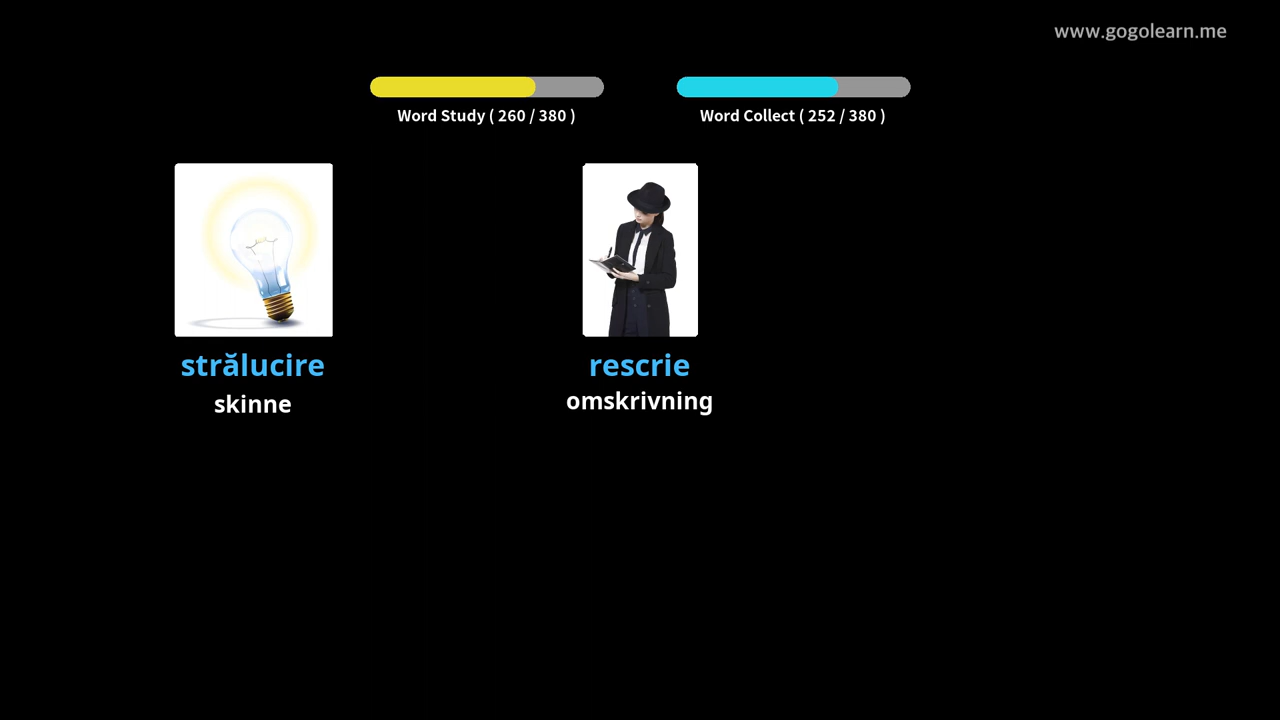 www.gogolearn.me
Word Study ( 260 / 380 )
Word Collect ( 252 / 380 )
strălucire
skinne
rescrie
omskrivning